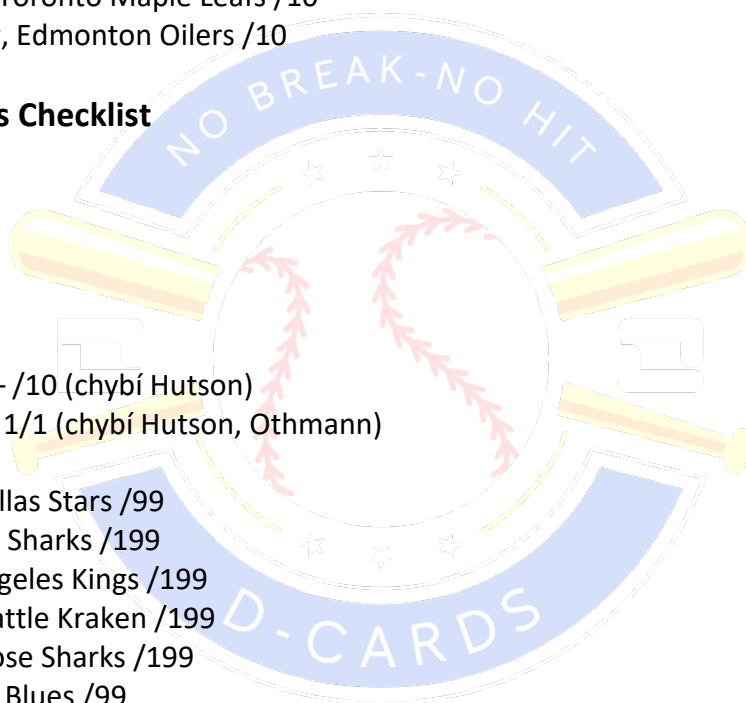 Toronto Maple Leafs /10
, Edmonton Oilers /10
s Checklist
NO BREAK-NO HIT
- /10 (chybí Hutson)
1/1 (chybí Hutson, Othmann)
llas Stars /99
Sharks /199
geles Kings /199
attle Kraken /199
ose Sharks /199
Blues /99
D-CARDS